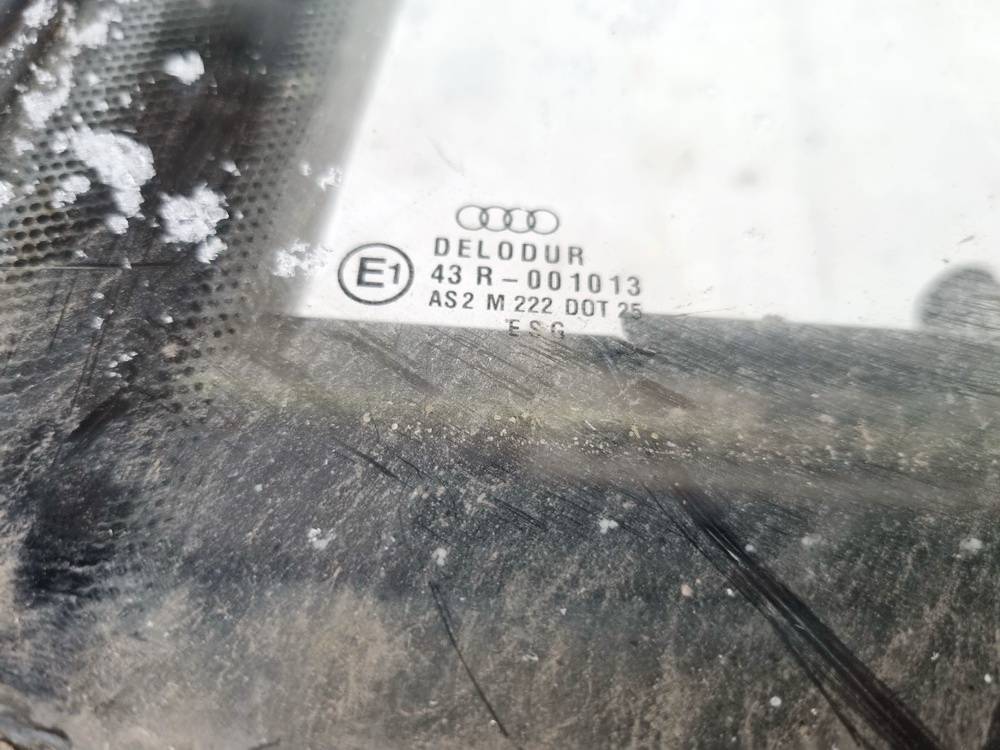 DELODUR
E1
43 R-001013
AS2 M 222 DOT 25
ESG